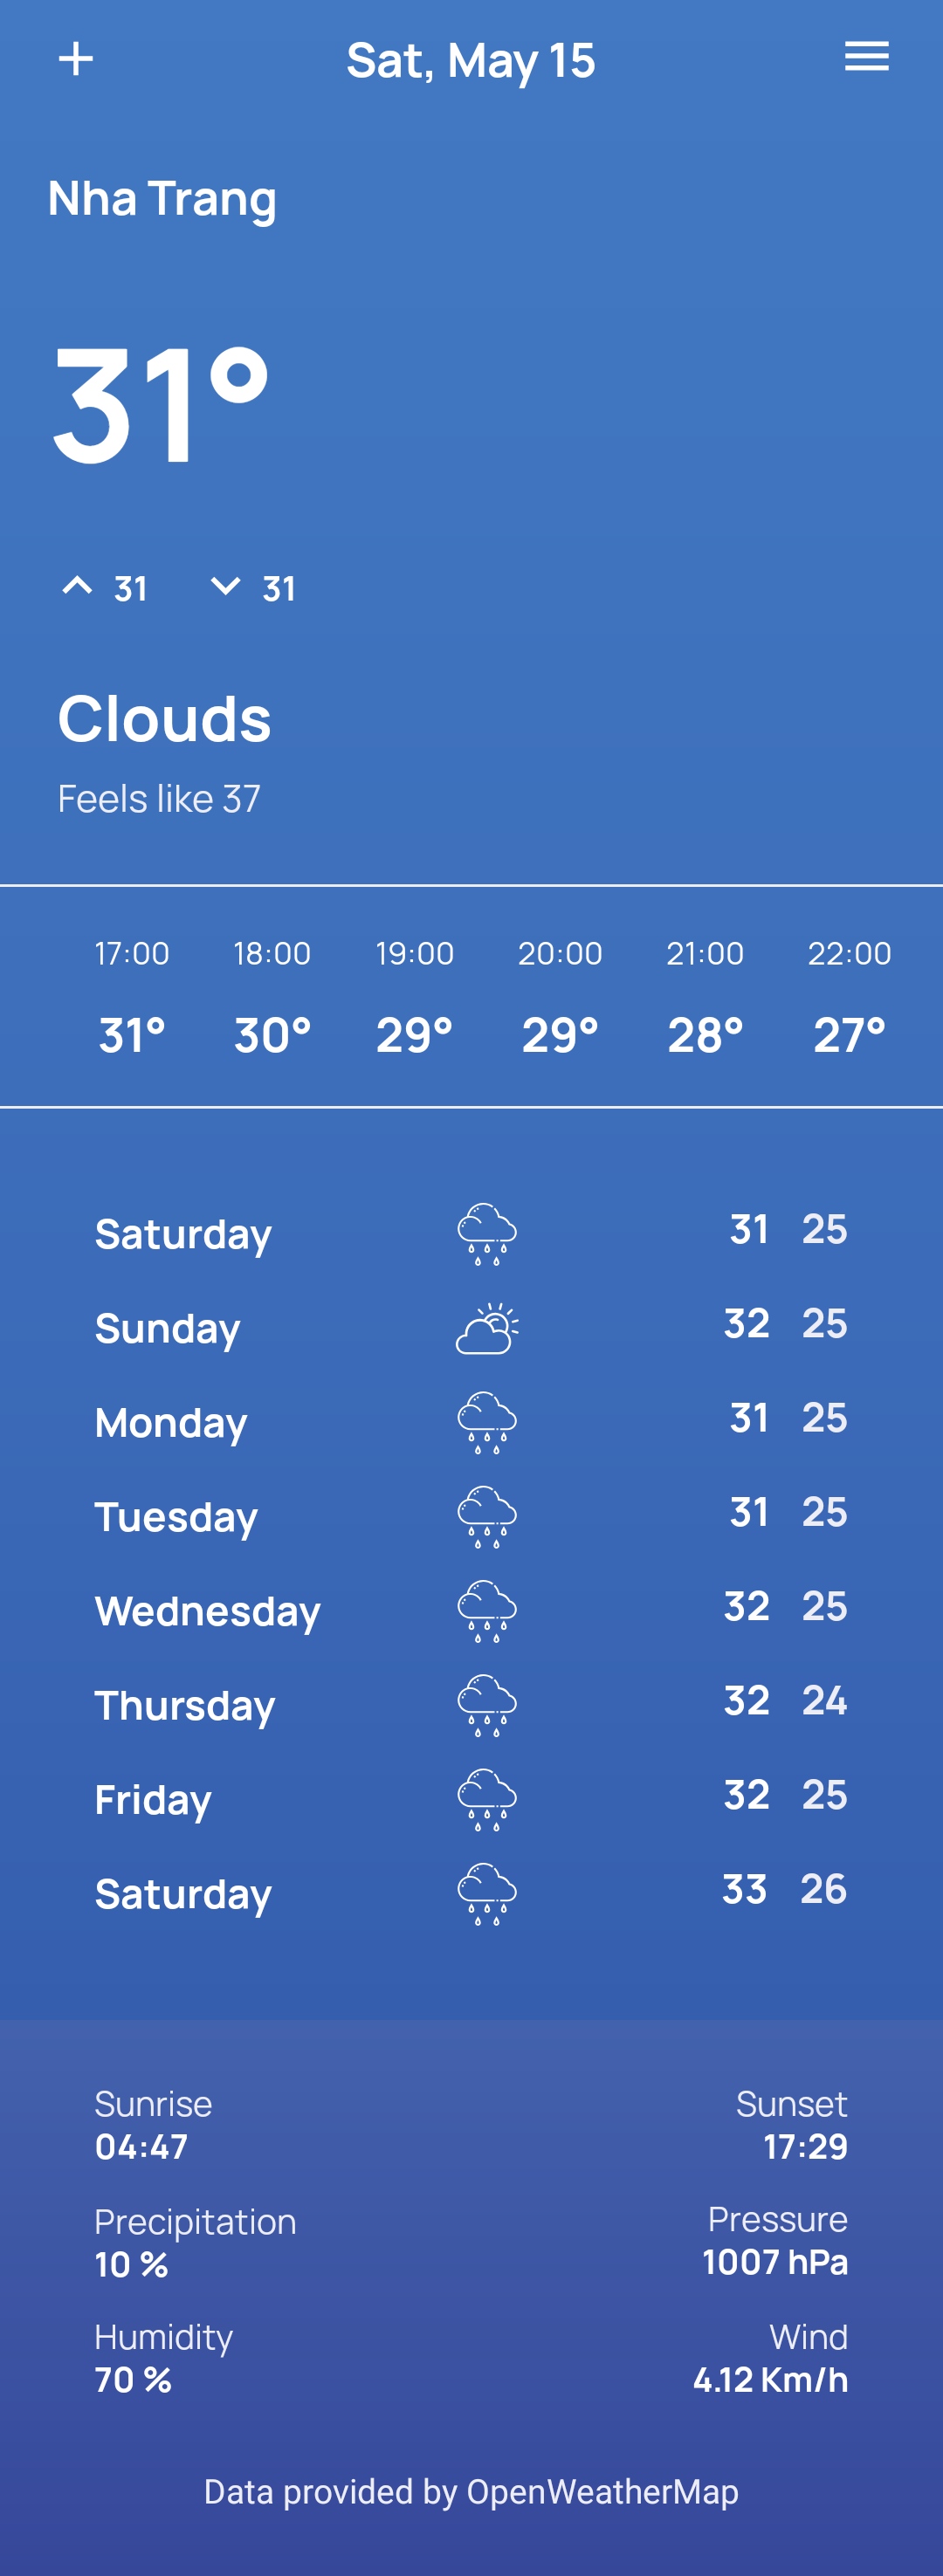 Sat, May 15
Nha Trang
31°
31 31
Clouds
Feels like 37
17:00 18:00 19:00 20:00 21:00 22:00
31° 30° 29° 29° 28° 27°
Saturday 31 25
Sunday 32 25
Monday 31 25
Tuesday 31 25
Wednesday 32 25
Thursday 32 24
Friday 32 25
Saturday 33 26
Sunrise Sunset
04:47 17:29
Precipitation Pressure
10 % 1007 hPa
Humidity Wind
70 % 4.12 Km/h
Data provided by OpenWeatherMap